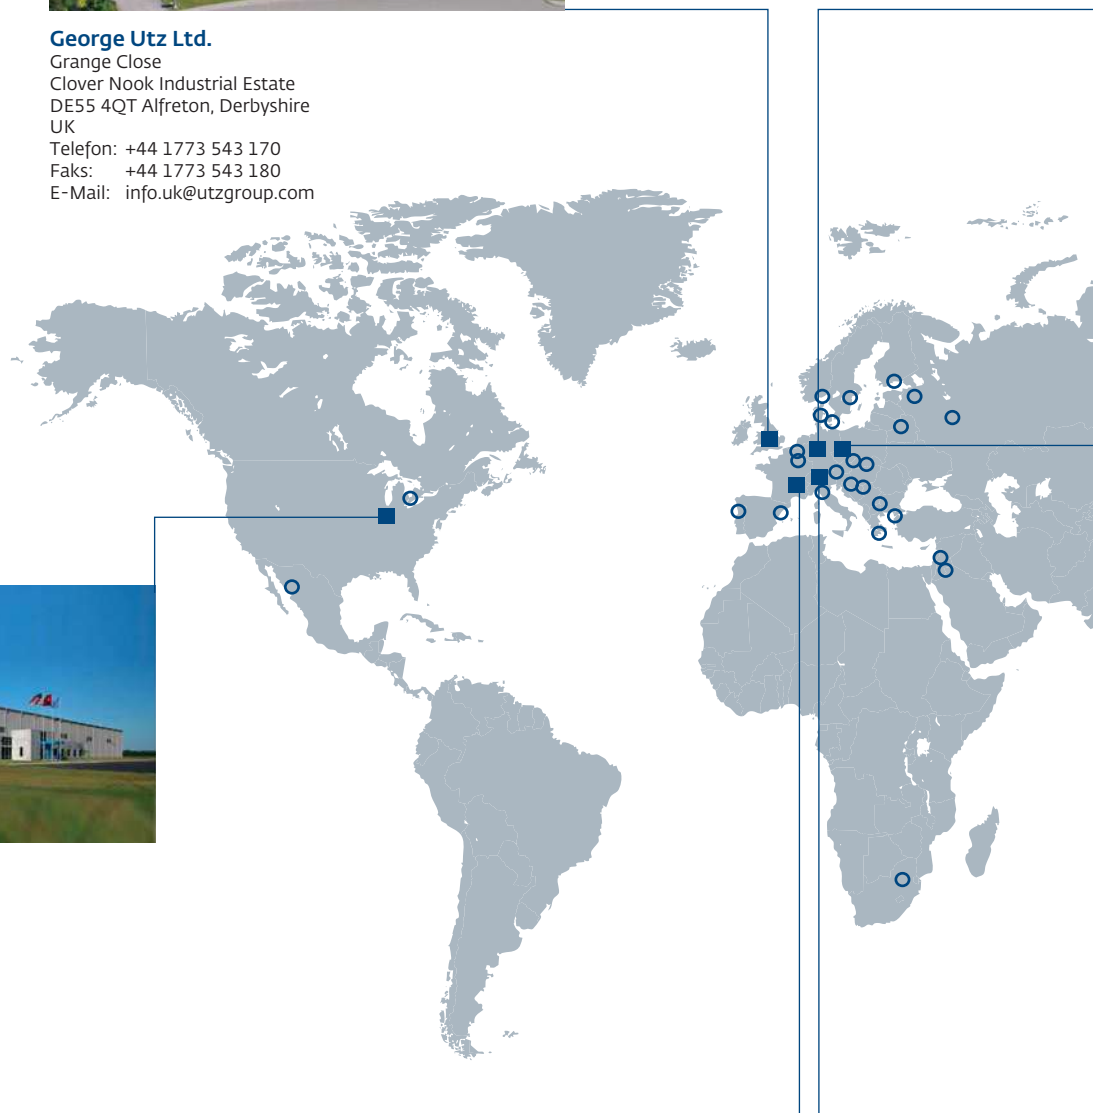 George Utz Ltd.
Grange Close
Clover Nook Industrial Estate
DE55 4QT Alfreton, Derbyshire
UK
Telefon: +44 1773 543 170
Faks: +44 1773 543 180
E-Mail: info.uk@utzgroup.com